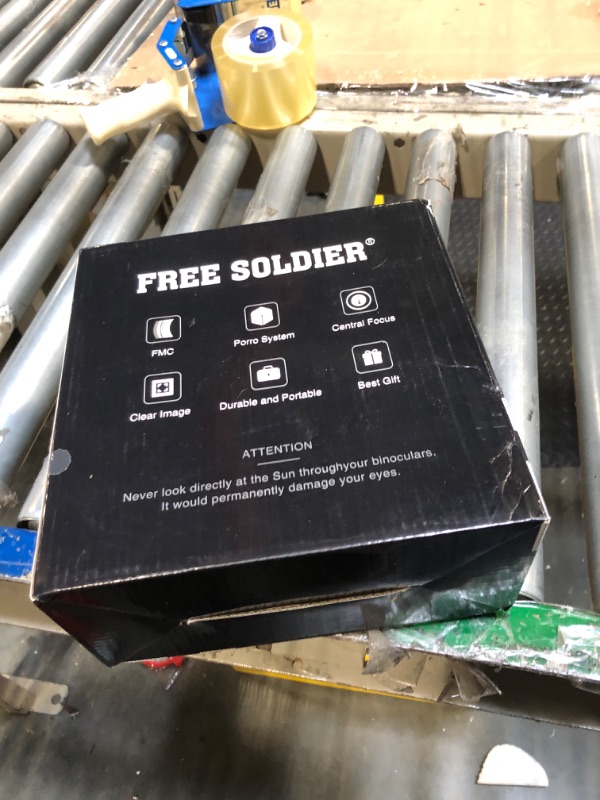 FREE SOLDIER®
FMC
Porro System
Central Focus
Clear Image
Durable and Portable
Best Gift
ATTENTION
Never look directly at the Sun throughyour binoculars.
It would permanently damage your eyes.